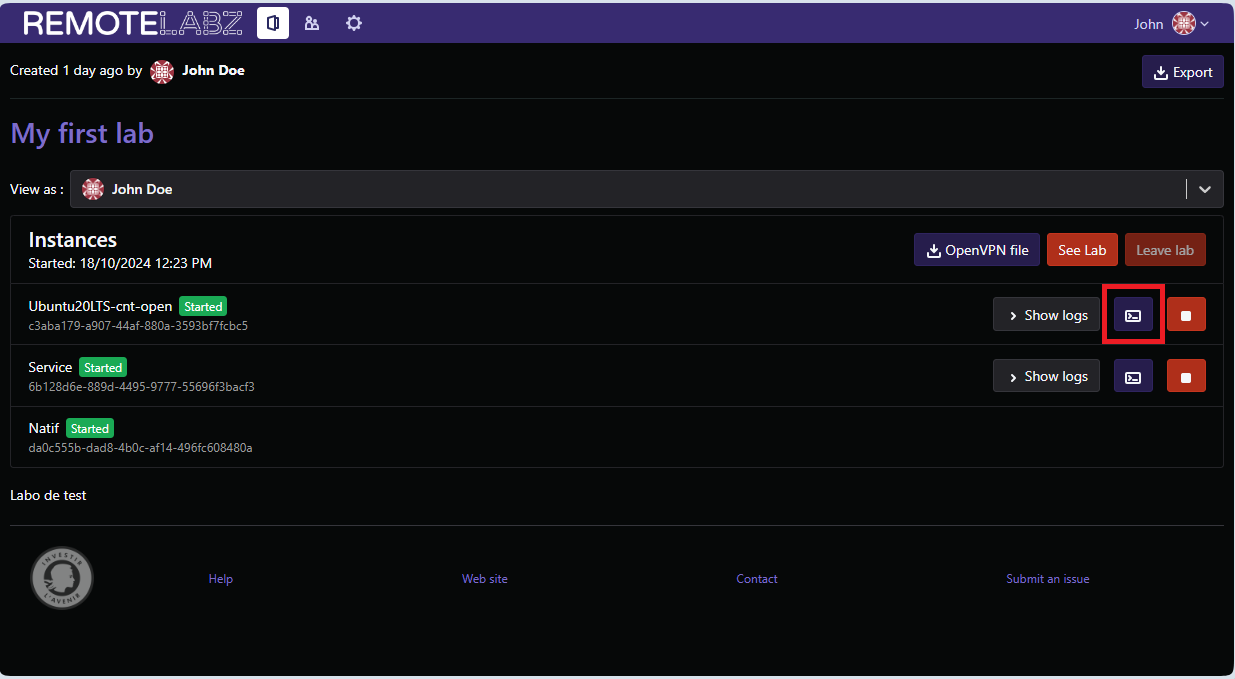 REMOTELABZ
John
Created 1 day ago by John Doe
Export
My first lab
View as : John Doe
Instances
Started: 18/10/2024 12:23 PM
OpenVPN file See Lab Leave lab
Ubuntu20LTS-cnt-open Started
c3aba179-a907-44af-880a-3593bf7fcbc5
Show logs
Service Started
6b128d6e-889d-4495-9777-55696f3bacf3
Show logs
Natif Started
da0c555b-dad8-4b0c-af14-496fc608480a
Labo de test
INVESTIR
L'AVENIR
Help Web site Contact Submit an issue